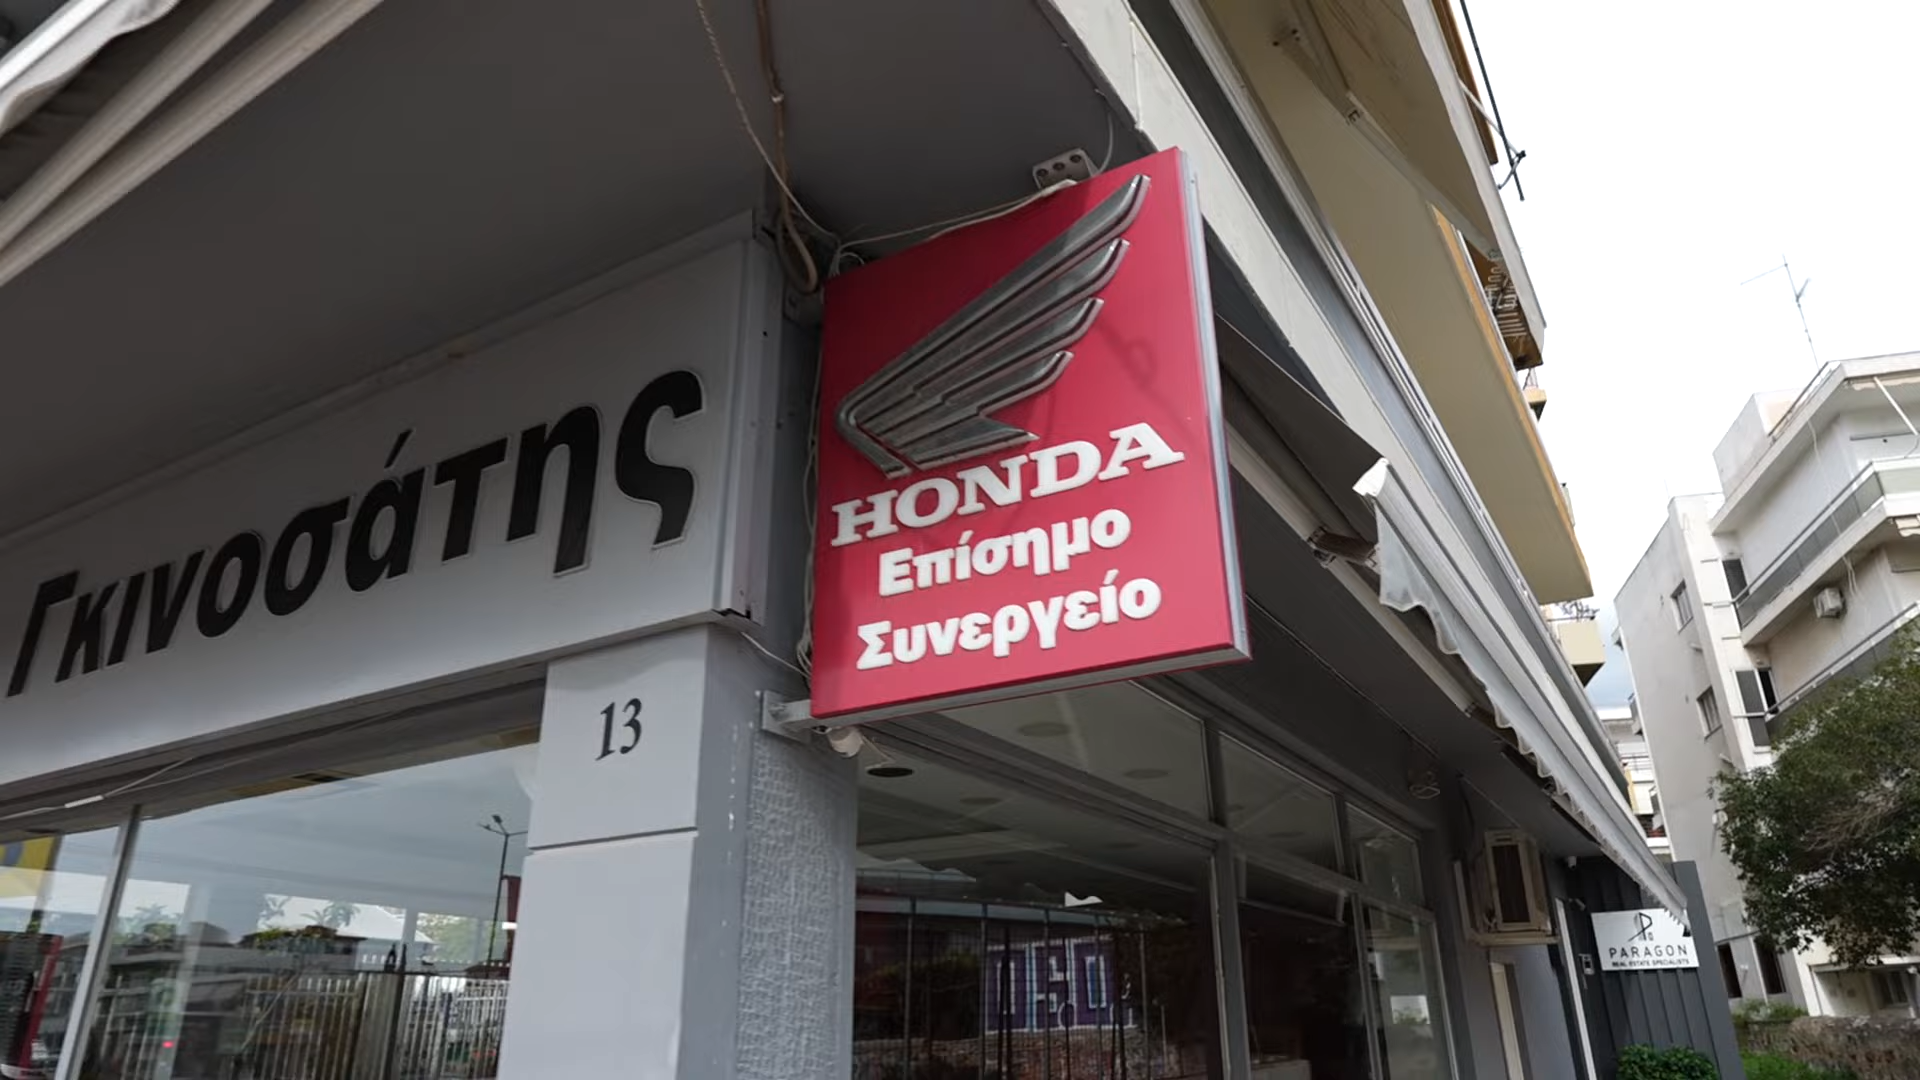 Γκινοσάτης
13
HONDA
Επίσημο
Συνεργείο
PARAGON
REAL ESTATE SPECIALISTS